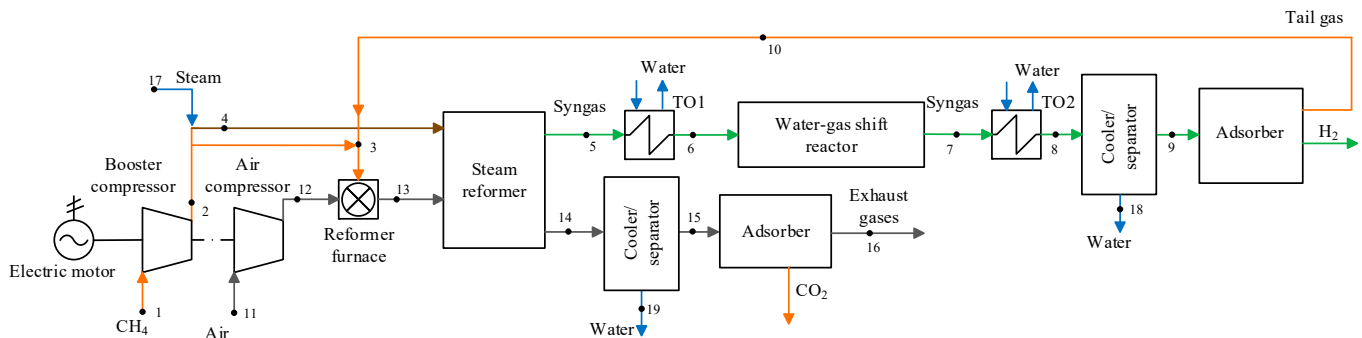 Tail gas
10
17
Steam
Water
TO1
Water
TO2
4
Syngas
Syngas
3
5
6
7
8
9
Water-gas shift
reactor
Cooler/
separator
Adsorber
H2
Steam
reformer
Booster
compressor
Air
compressor
12
13
2
Reformer
furnace
14
Cooler/
separator
15
Adsorber
Exhaust
gases
16
18
Water
Electric motor
1
CH4
11
Air
19
Water
CO2